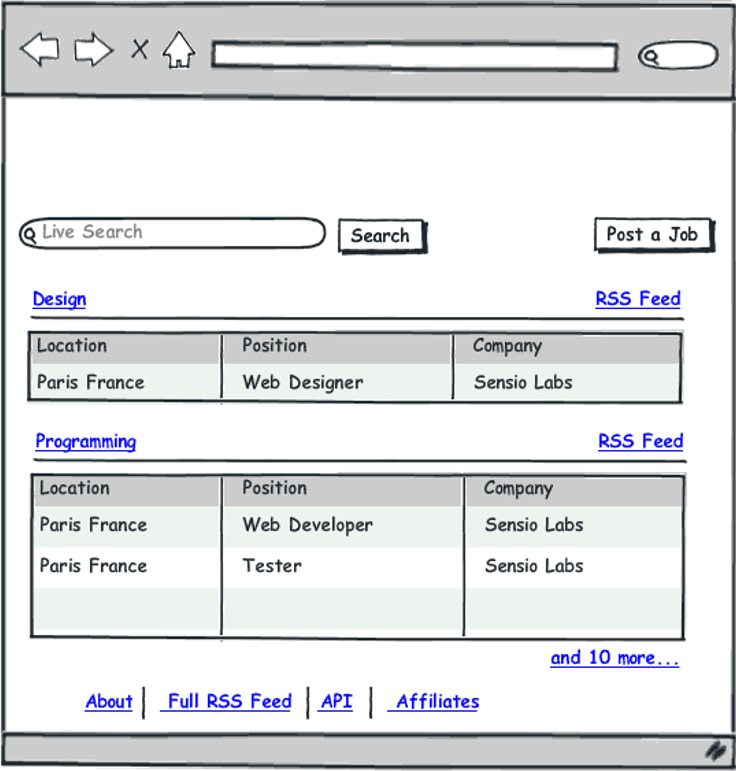 Live Search Search Post a Job
Design RSS Feed
Location Position Company
Paris France Web Designer Sensio Labs
Programming RSS Feed
Location Position Company
Paris France Web Developer Sensio Labs
Paris France Tester Sensio Labs
and 10 more...
About Full RSS Feed API Affiliates